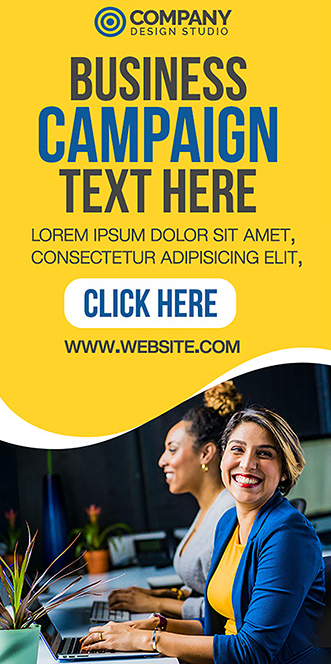 COMPANY
DESIGN STUDIO
BUSINESS
CAMPAIGN
TEXT HERE
LOREM IPSUM DOLOR SIT AMET,
CONSECTETUR ADIPISICING ELIT,
CLICK HERE
WWW.WEBSITE.COM